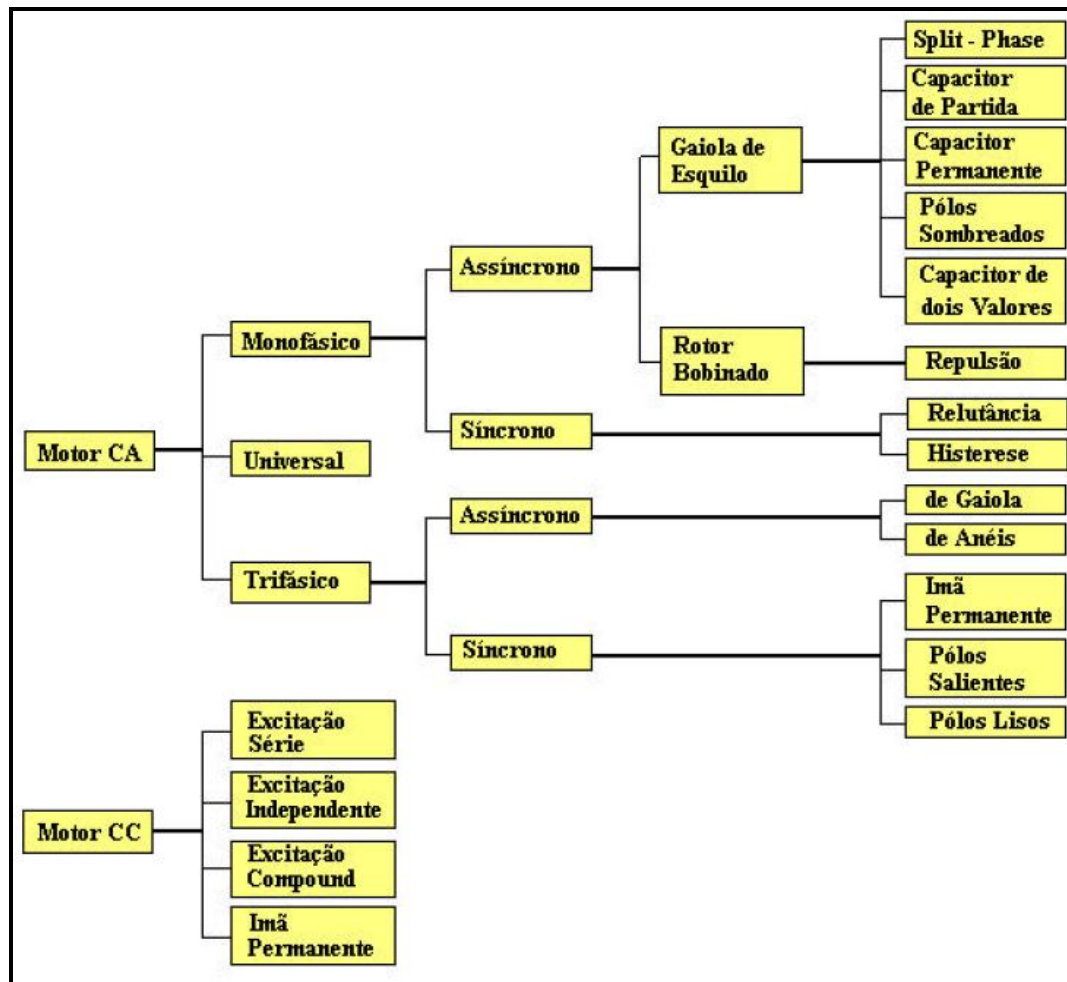 Split - Phase
Capacitor
de Partida
Gaiola de
Esquilo
Capacitor
Permanente
Pólos
Sombreados
Assíncrono
Capacitor de
dois Valores
Monofásico
Rotor
Bobinado
Repulsão
Síncrono
Relutância
Histerese
Motor CA
Universal
Assíncrono
de Gaiola
de Anéis
Trifásico
Imã
Permanente
Síncrono
Pólos
Salientes
Pólos Lisos
Excitação
Série
Excitação
Independente
Motor CC
Excitação
Compound
Imã
Permanente